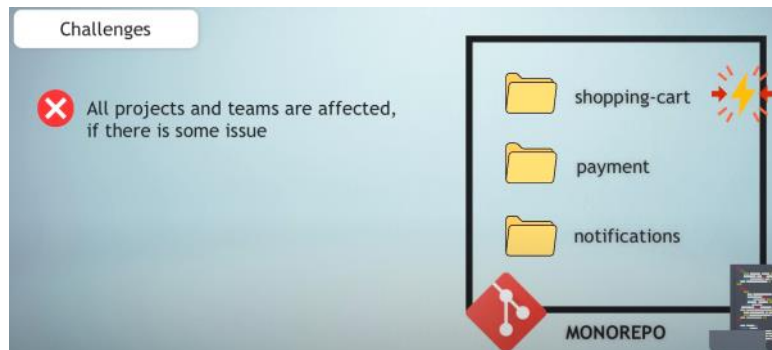 Challenges
All projects and teams are affected,
if there is some issue
shopping-cart
payment
notifications
MONOREPO